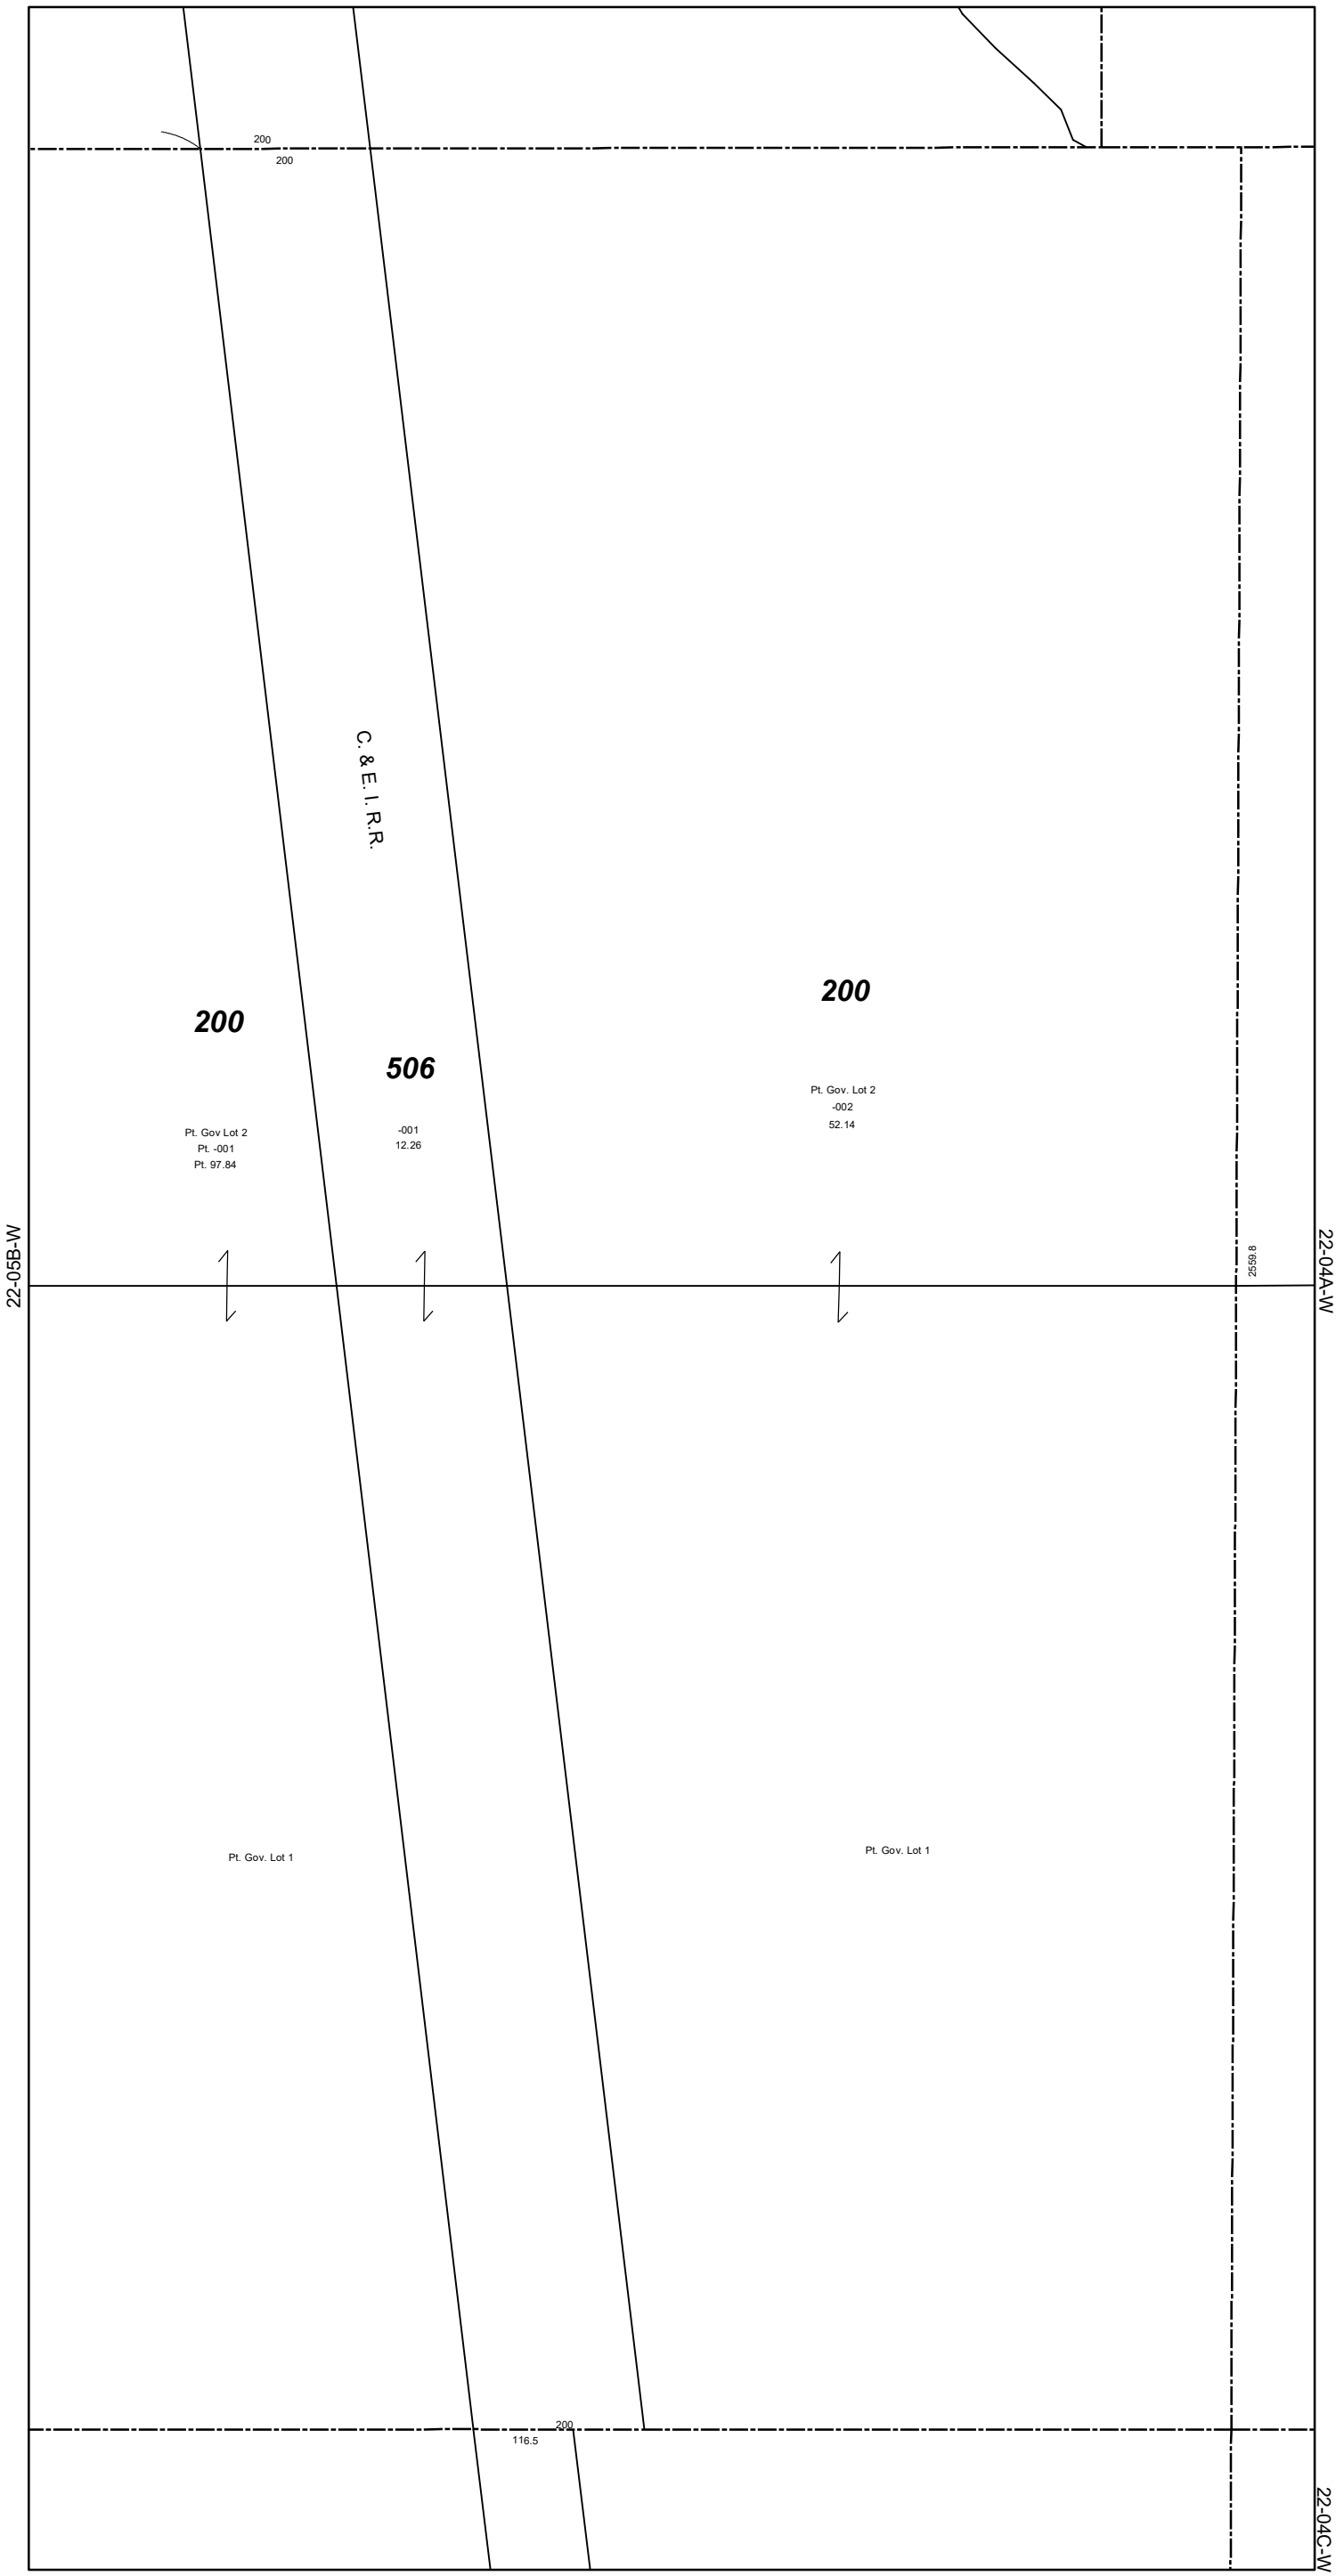 200
200
C. & E. I. R.R.
200
Pt. Gov Lot 2
Pt. -001
Pt. 97.84
506
-001
12.26
200
Pt. Gov. Lot 2
-002
52.14
22-05B-W
2559.8
22-04A-W
Pt. Gov. Lot 1
Pt. Gov. Lot 1
200
116.5
22-04C-W